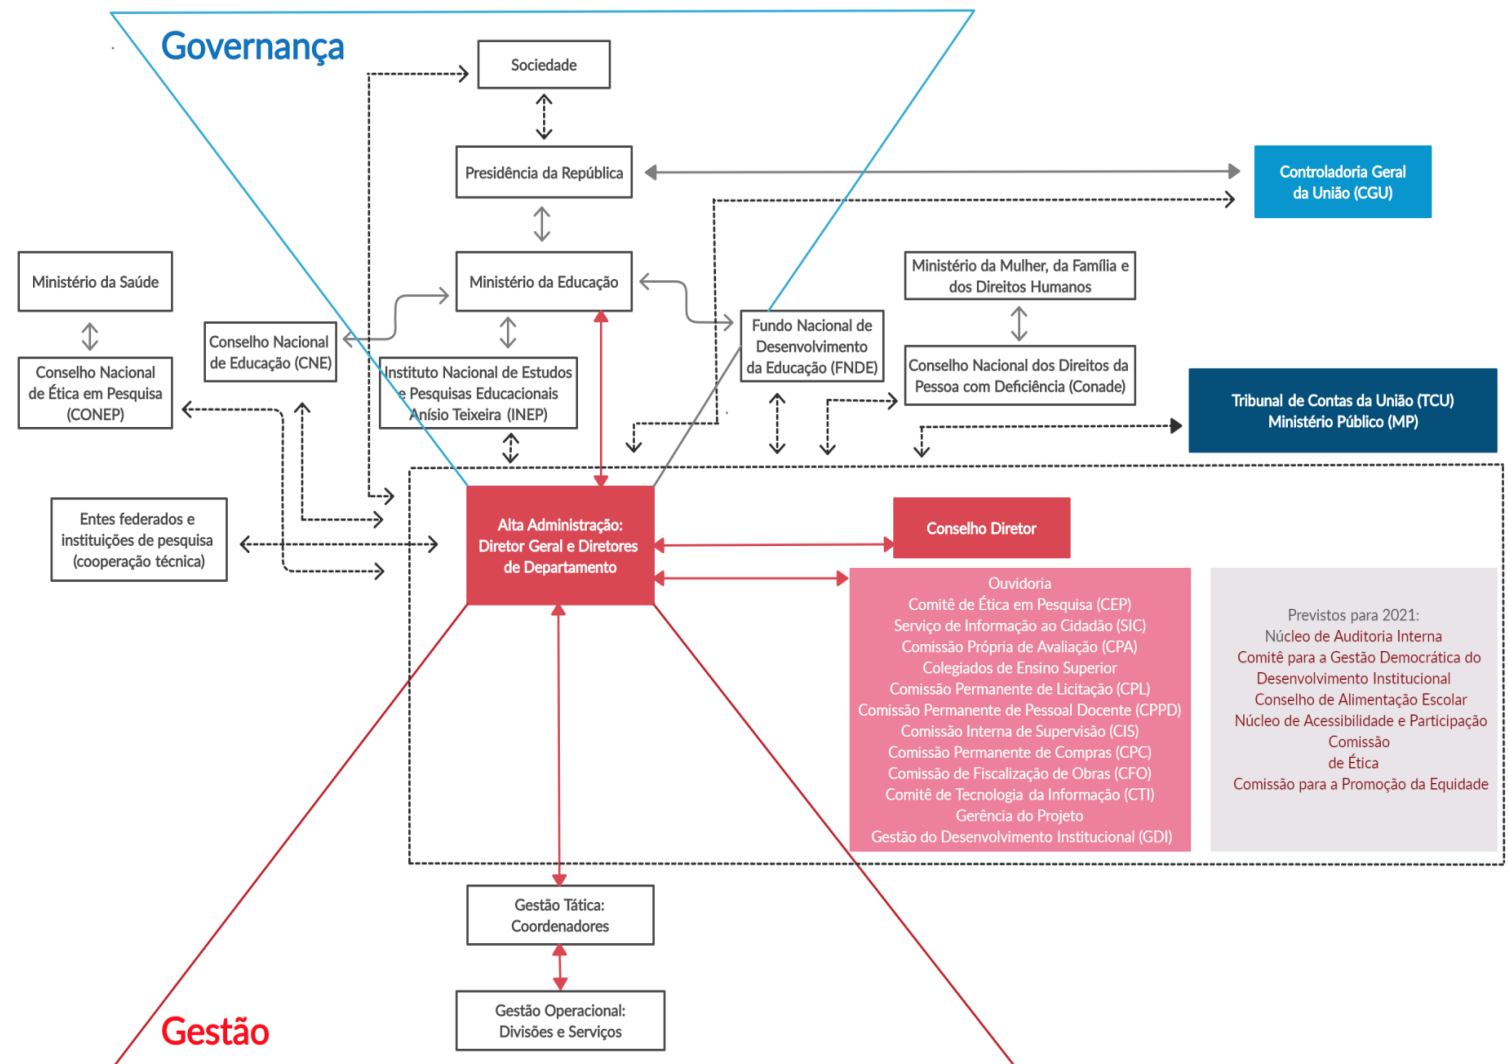 Governança
Sociedade
Presidência da República
Controladoria Geral
da União (CGU)
Ministério da Saúde
Ministério da Educação
Ministério da Mulher, da Família e
dos Direitos Humanos
Conselho Nacional
de Educação (CNE)
Fundo Nacional de
Desenvolvimento
da Educação (FNDE)
Conselho Nacional
de Ética em Pesquisa
(CONEP)
Instituto Nacional de Estudos
e Pesquisas Educacionais
Anísio Teixeira (INEP)
Conselho Nacional dos Direitos da
Pessoa com Deficiência (Conade)
Tribunal de Contas da União (TCU)
Ministério Público (MP)
Entes federados e
instituições de pesquisa
(cooperação técnica)
Alta Administração:
Diretor Geral e Diretores
de Departamento
Conselho Diretor
Ouvidoria
Comitê de Ética em Pesquisa (CEP)
Serviço de Informação ao Cidadão (SIC)
Comissão Própria de Avaliação (CPA)
Colegiados de Ensino Superior
Comissão Permanente de Licitação (CPL)
Comissão Permanente de Pessoal Docente (CPPD)
Comissão Interna de Supervisão (CIS)
Comissão Permanente de Compras (CPC)
Comissão de Fiscalização de Obras (CFO)
Comitê de Tecnologia da Informação (CTI)
Gerência do Projeto
Gestão do Desenvolvimento Institucional (GDI)
Previstos para 2021:
Núcleo de Auditoria Interna
Comitê para a Gestão Democrática do
Desenvolvimento Institucional
Conselho de Alimentação Escolar
Núcleo de Acessibilidade e Participação
Comissão
de Ética
Comissão para a Promoção da Equidade
Gestão Tática:
Coordenadores
Gestão Operacional:
Divisões e Serviços
Gestão